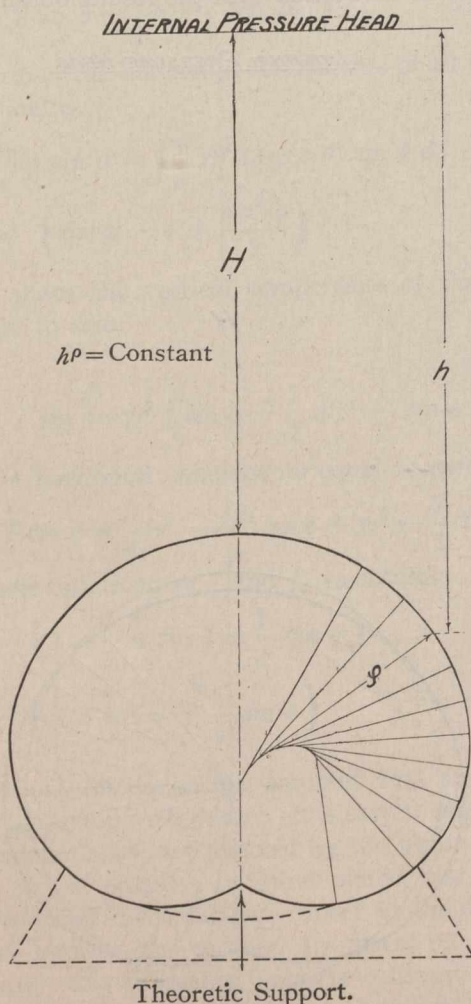 INTERNAL PRESSURE HEAD
H
hρ = Constant
h
ρ
Theoretic Support.